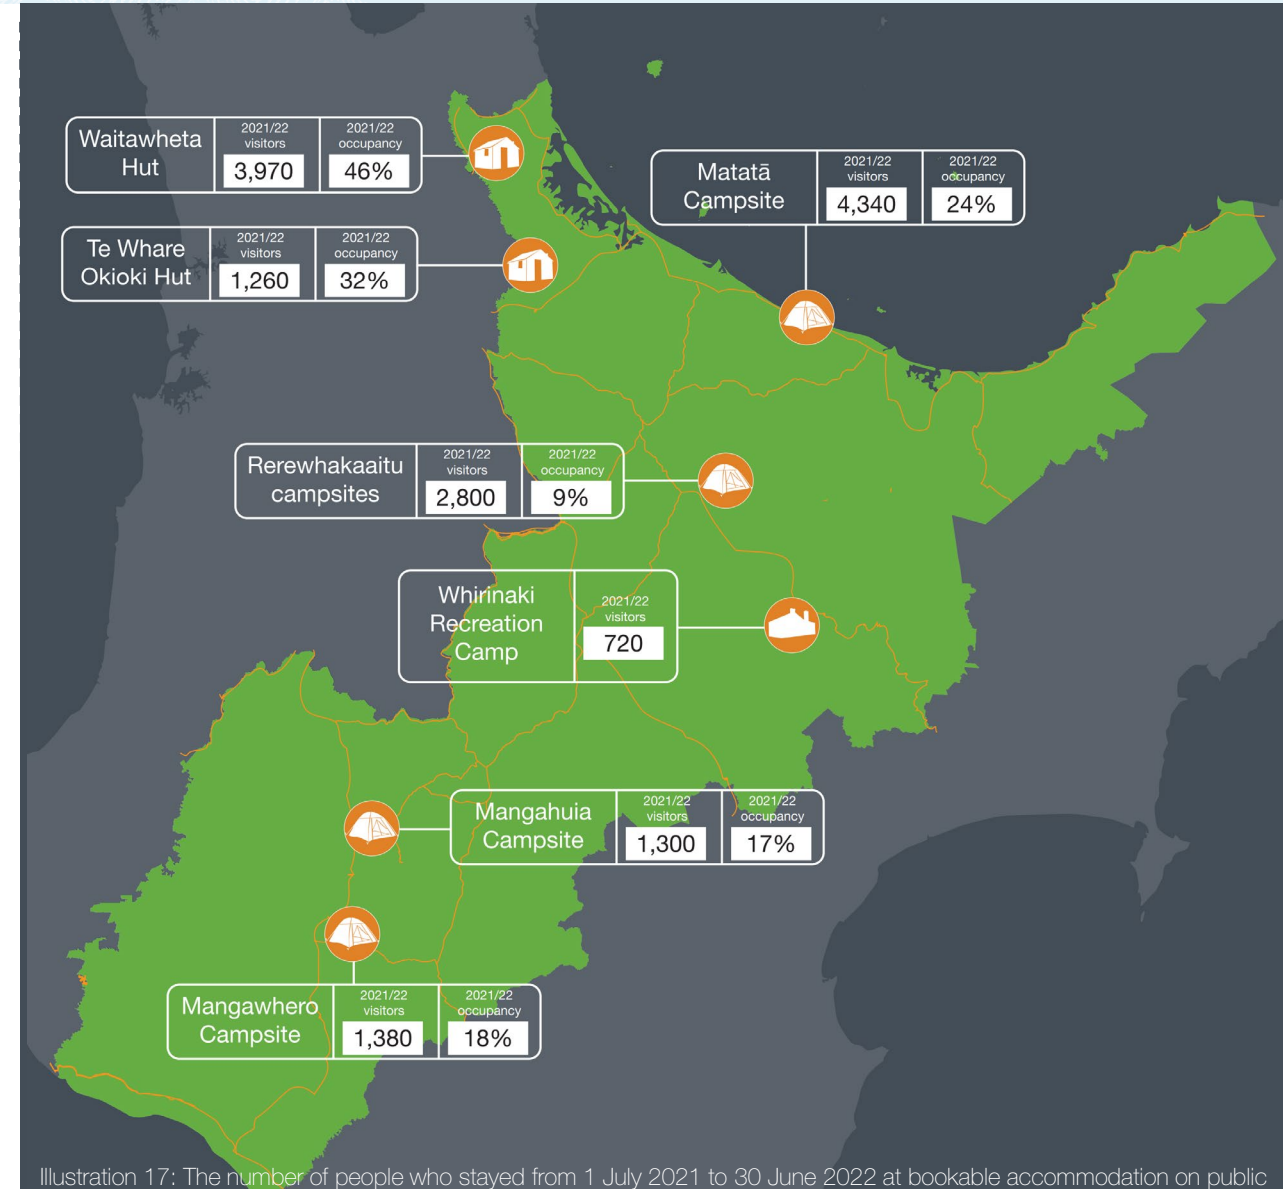 Waitawheta
Hut
2021/22
visitors
3,970
2021/22
occupancy
46%
Matatā
Campsite
2021/22
visitors
4,340
2021/22
occupancy
24%
Te Whare
Okioki Hut
2021/22
visitors
1,260
2021/22
occupancy
32%
Rerewhakaaitu
campsites
2021/22
visitors
2,800
2021/22
occupancy
9%
Whirinaki
Recreation
Camp
2021/22
visitors
720
Mangahuia
Campsite
2021/22
visitors
1,300
2021/22
occupancy
17%
Mangawhero
Campsite
2021/22
visitors
1,380
2021/22
occupancy
18%
Illustration 17: The number of people who stayed from 1 July 2021 to 30 June 2022 at bookable accommodation on public